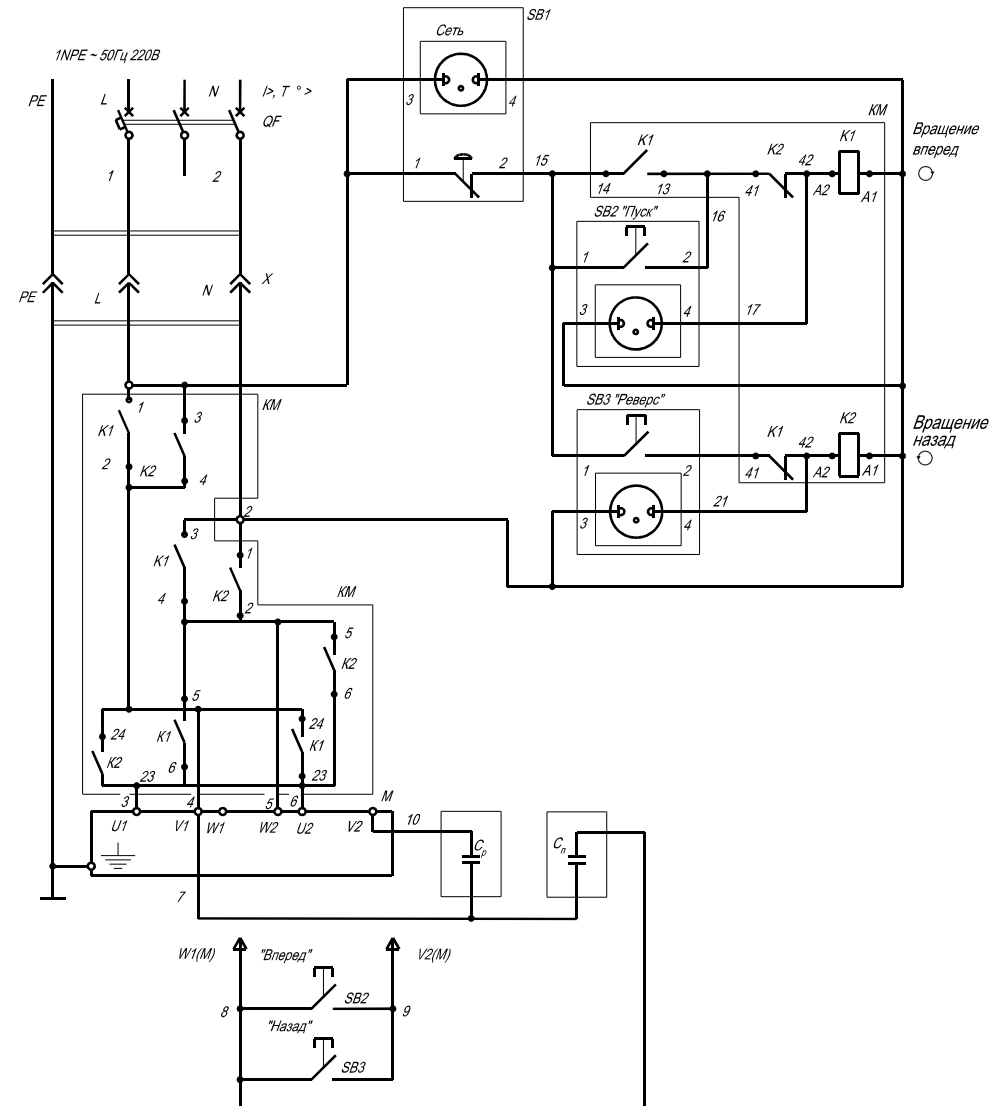 SB1
Сеть
1NPE ~ 50Гц 220В
PE
L
N
I>, T ° >
QF
3
4
КМ
Вращение
вперед
1
2
1
2
15
K1
K2
42
K1
14
13
41
A2
A1
SB2 "Пуск"
16
1
2
X
PE
L
N
3
4
17
SB3 "Реверс"
КМ
1
K1
3
2
K2
4
K1
42
K2
Вращение
назад
1
2
41
A2
A1
2
21
3
4
3
1
K1
4
K2
2
КМ
5
K2
6
5
24
K1
24
K2
K1
6
23
23
3
4
5
6
M
U1
V1
W1
W2
U2
V2
10
Cр
Cп
7
W1(M)
"Вперед"
V2(M)
SB2
8
9
"Назад"
SB3